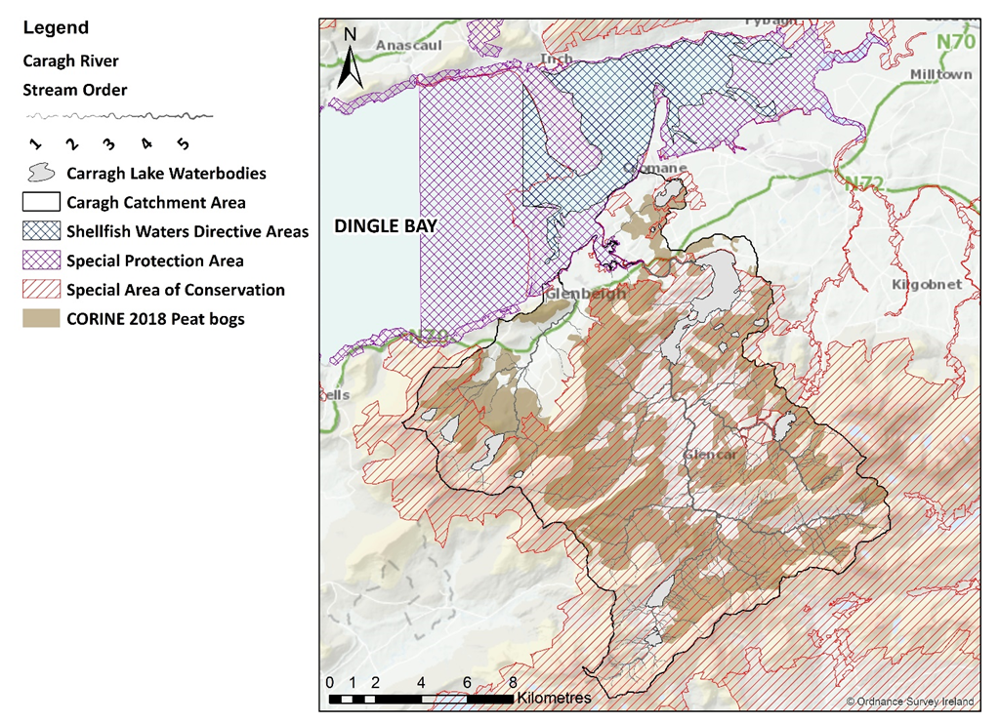 Legend
Caragh River
Stream Order
1 2 3 4 5
Carragh Lake Waterbodies
Caragh Catchment Area
Shellfish Waters Directive Areas
Special Protection Area
Special Area of Conservation
CORINE 2018 Peat bogs
N
Anascaul
Inch
N70
Milltown
Cromane
N72
DINGLE BAY
Kilgobnet
Glenbeigh
N70
ells
Glencar
0 1 2 4 6 8
Kilometres
© Ordnance Survey Ireland